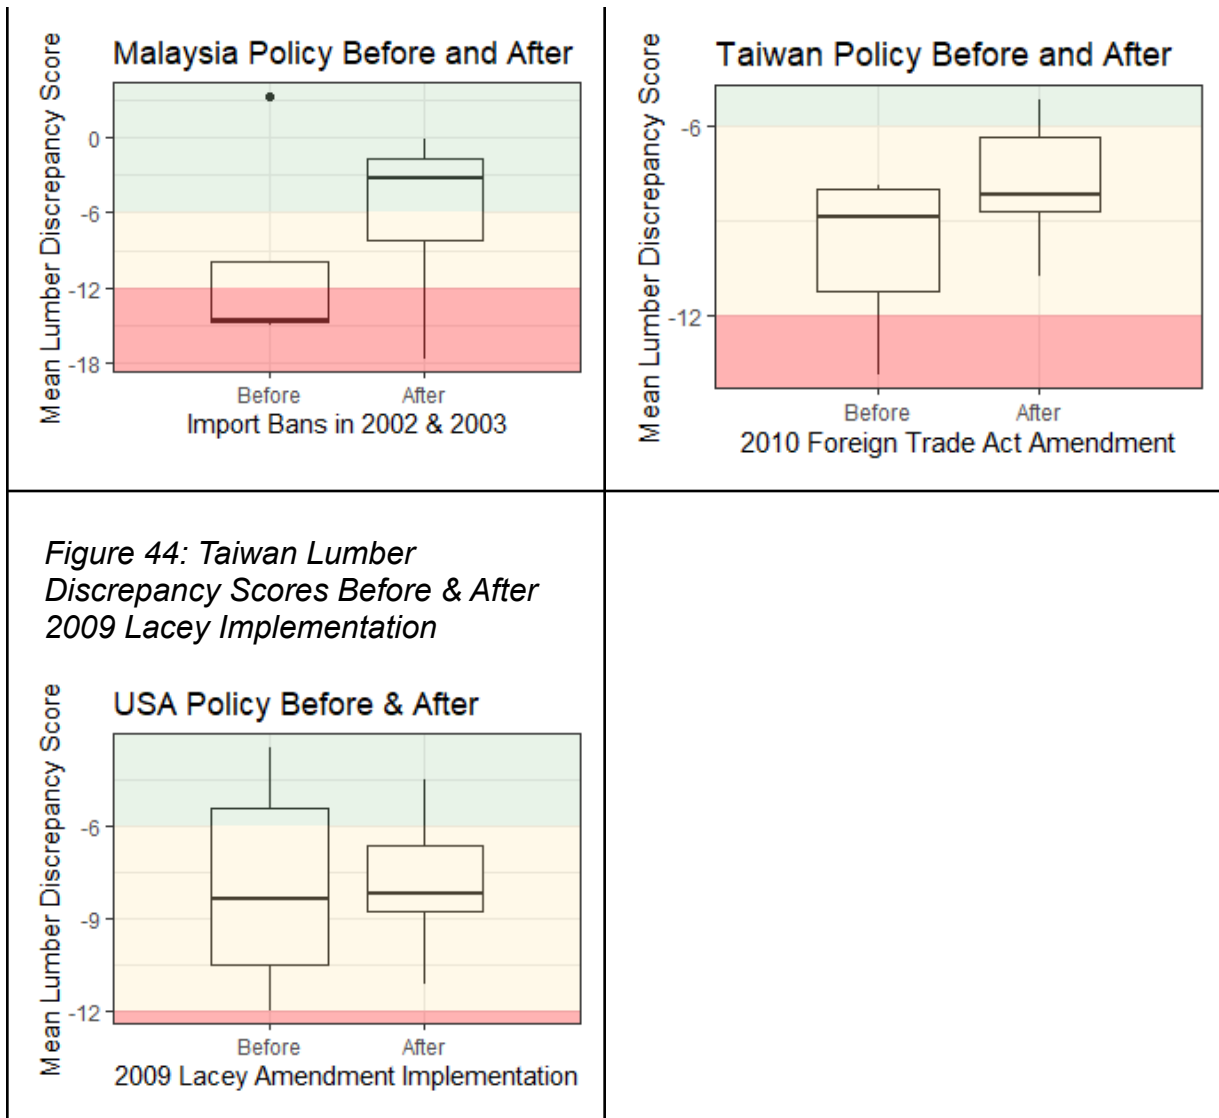 Malaysia Policy Before and After
Mean Lumber Discrepancy Score
0
-6
-12
-18
Before
After
Import Bans in 2002 & 2003
Taiwan Policy Before and After
Mean Lumber Discrepancy Score
-6
-12
Before
After
2010 Foreign Trade Act Amendment
Figure 44: Taiwan Lumber
Discrepancy Scores Before & After
2009 Lacey Implementation
USA Policy Before & After
Mean Lumber Discrepancy Score
-6
-9
-12
Before
After
2009 Lacey Amendment Implementation